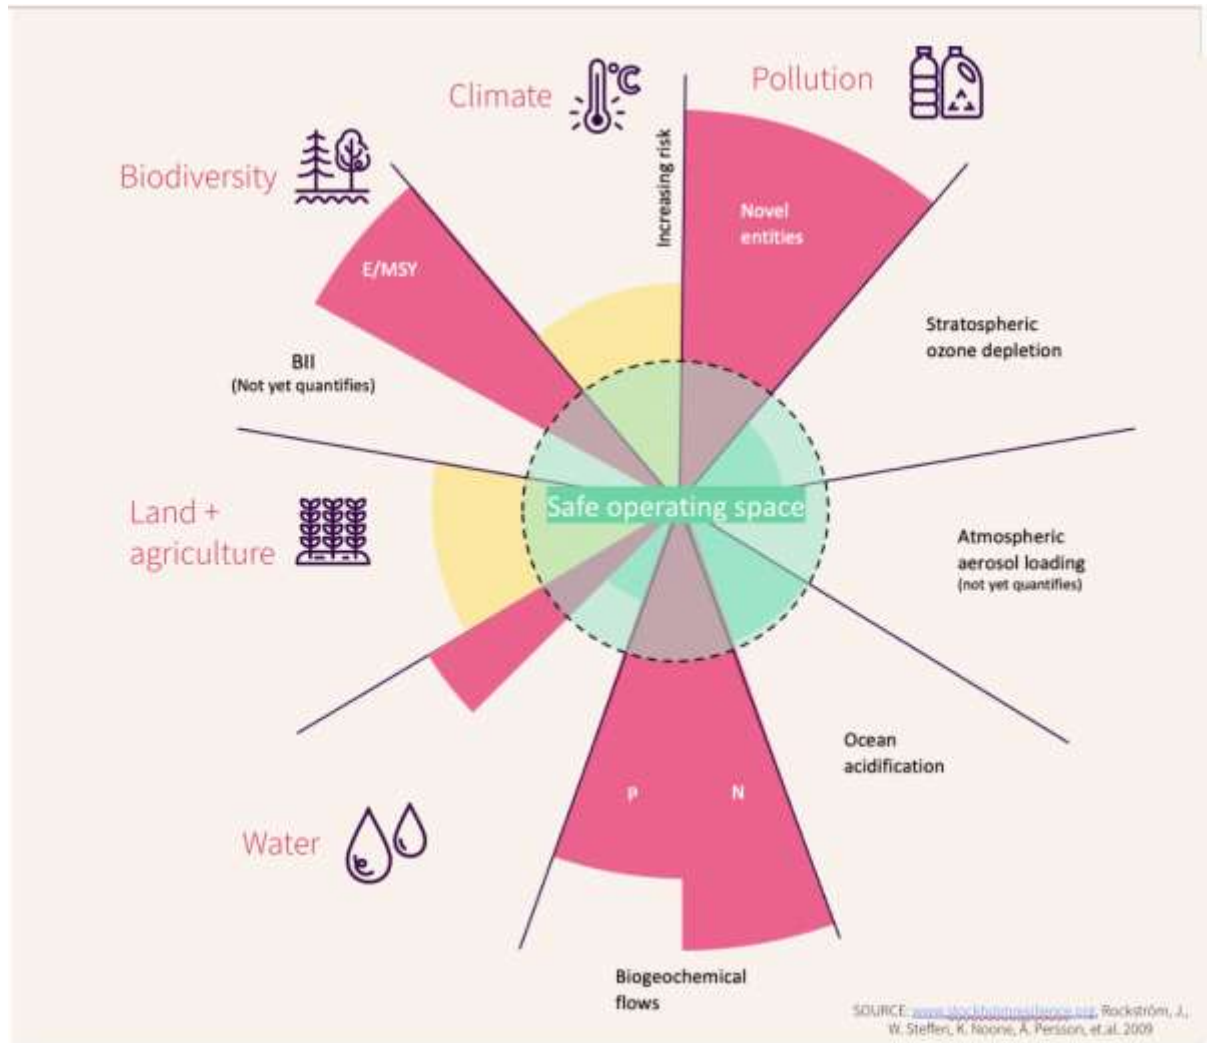 Climate
Pollution
Biodiversity
Increasing risk
Novel
entities
E/MSY
Stratospheric
ozone depletion
BII
(Not yet quantifies)
Safe operating space
Land +
agriculture
Atmospheric
aerosol loading
(not yet quantifies)
Ocean
acidification
P
N
Water
Biogeochemical
flows
SOURCE: Rockström, J.,
W. Steffen, K. Noone, Å. Persson, et.al. 2009